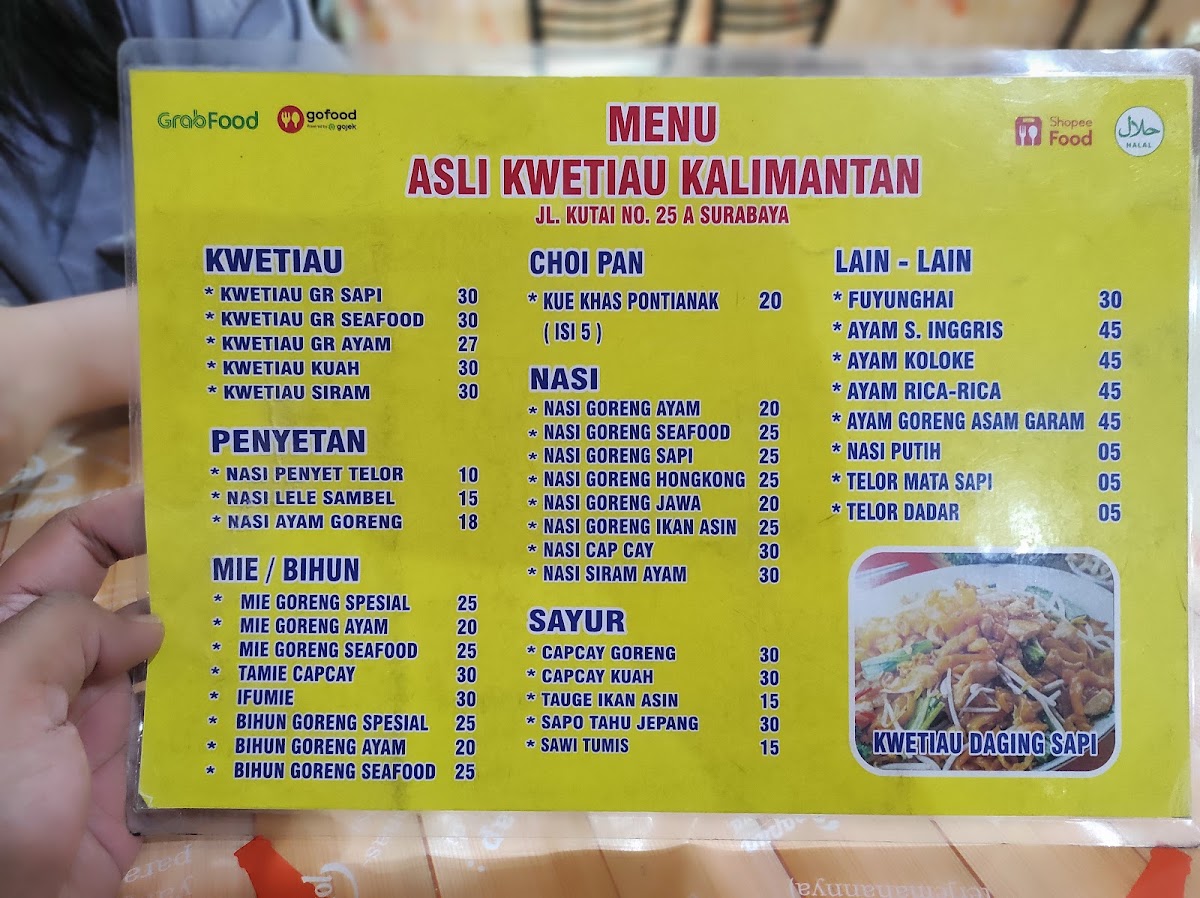 GrabFood
gofood
Powered by gojek
Shopee
Food
حلال
HALAL
MENU
ASLI KWETIAU KALIMANTAN
JL. KUTAI NO. 25 A SURABAYA
KWETIAU
* KWETIAU GR SAPI 30
* KWETIAU GR SEAFOOD 30
* KWETIAU GR AYAM 27
* KWETIAU KUAH 30
* KWETIAU SIRAM 30
PENYETAN
* NASI PENYET TELOR 10
* NASI LELE SAMBEL 15
* NASI AYAM GORENG 18
MIE / BIHUN
* MIE GORENG SPESIAL 25
* MIE GORENG AYAM 20
* MIE GORENG SEAFOOD 25
* TAMIE CAPCAY 30
* IFUMIE 30
* BIHUN GORENG SPESIAL 25
* BIHUN GORENG AYAM 20
* BIHUN GORENG SEAFOOD 25
CHOI PAN
* KUE KHAS PONTIANAK 20
( ISI 5 )
NASI
* NASI GORENG AYAM 20
* NASI GORENG SEAFOOD 25
* NASI GORENG SAPI 25
* NASI GORENG HONGKONG 25
* NASI GORENG JAWA 20
* NASI GORENG IKAN ASIN 25
* NASI CAP CAY 30
* NASI SIRAM AYAM 30
SAYUR
* CAPCAY GORENG 30
* CAPCAY KUAH 30
* TAUGE IKAN ASIN 15
* SAPO TAHU JEPANG 30
* SAWI TUMIS 15
LAIN - LAIN
* FUYUNGHAI 30
* AYAM S. INGGRIS 45
* AYAM KOLOKE 45
* AYAM RICA-RICA 45
* AYAM GORENG ASAM GARAM 45
* NASI PUTIH 05
* TELOR MATA SAPI 05
* TELOR DADAR 05
KWETIAU DAGING SAPI